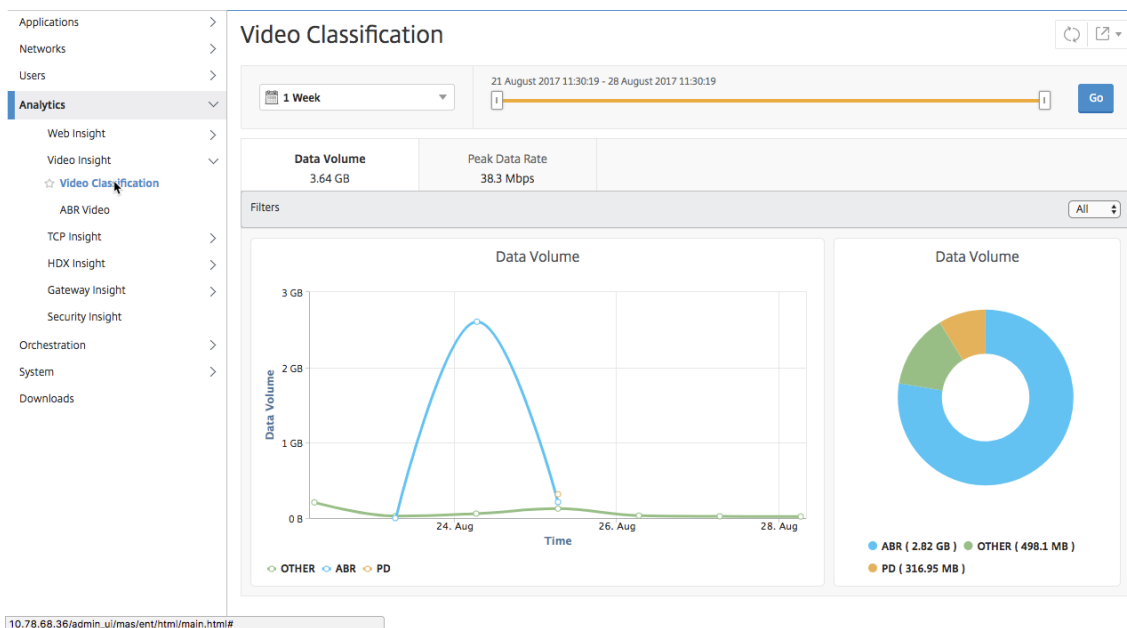 Applications
Networks
Users
Analytics
Web Insight
Video Insight
Video Classification
ABR Video
TCP Insight
HDX Insight
Gateway Insight
Security Insight
Orchestration
System
Downloads
Video Classification
1 Week
21 August 2017 11:30:19 - 28 August 2017 11:30:19
Go
Data Volume
3.64 GB
Peak Data Rate
38.3 Mbps
Filters
All
Data Volume
3 GB
2 GB
1 GB
0 B
Data Volume
24. Aug
26. Aug
28. Aug
Time
OTHER ABR PD
Data Volume
ABR ( 2.82 GB ) OTHER ( 498.1 MB )
PD ( 316.95 MB )
10.78.68.36/admin_ui/mas/ent/html/main.html#